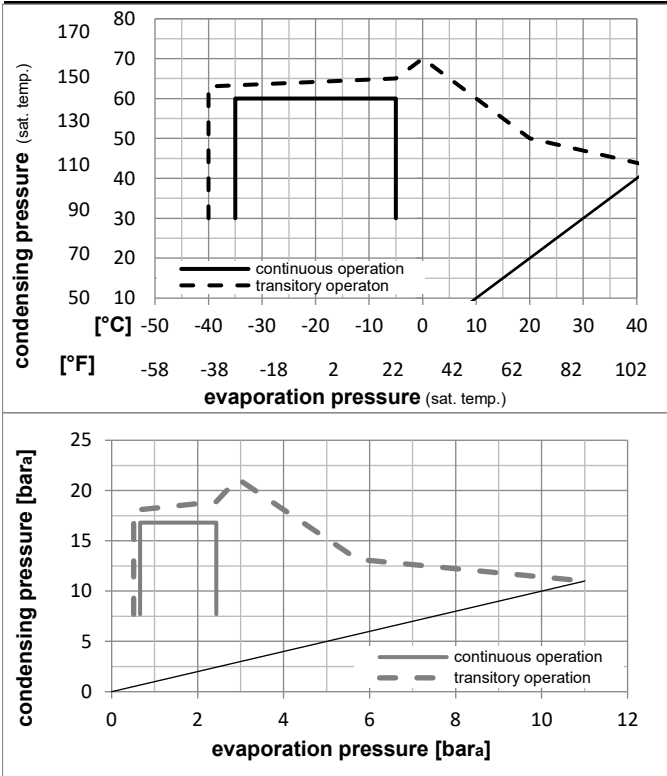 170 80
70
150 60
130 50
110 40
90 30
70 20
50 10
condensing pressure (sat. temp.)
continuous operation
transitory operaton
[°C] -50 -40 -30 -20 -10 0 10 20 30 40
[°F] -58 -38 -18 2 22 42 62 82 102
evaporation pressure (sat. temp.)
25
20
15
10
5
0
condensing pressure [bara]
continuous operation
transitory operation
0 2 4 6 8 10 12
evaporation pressure [bara]